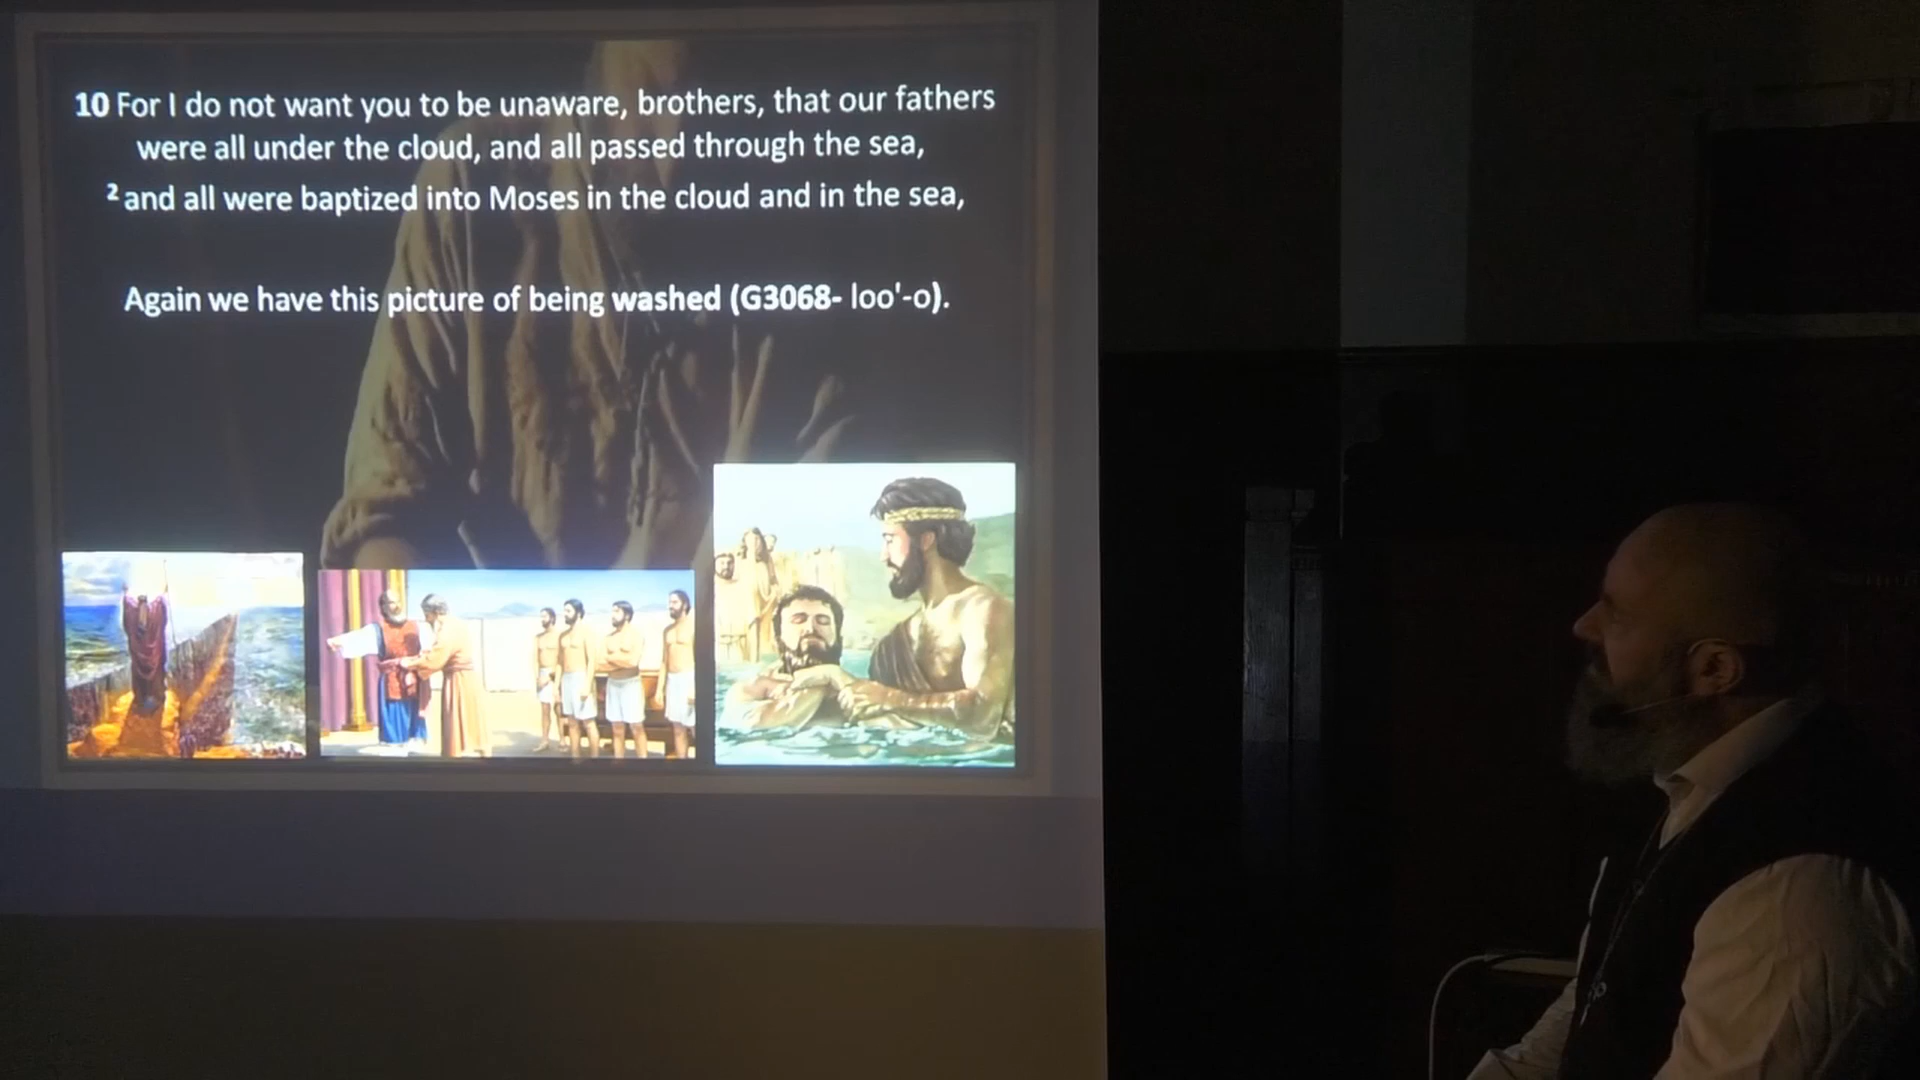 10 For I do not want you to be unaware, brothers, that our fathers
were all under the cloud, and all passed through the sea,
² and all were baptized into Moses in the cloud and in the sea,
Again we have this picture of being washed (G3068- loo'-o).